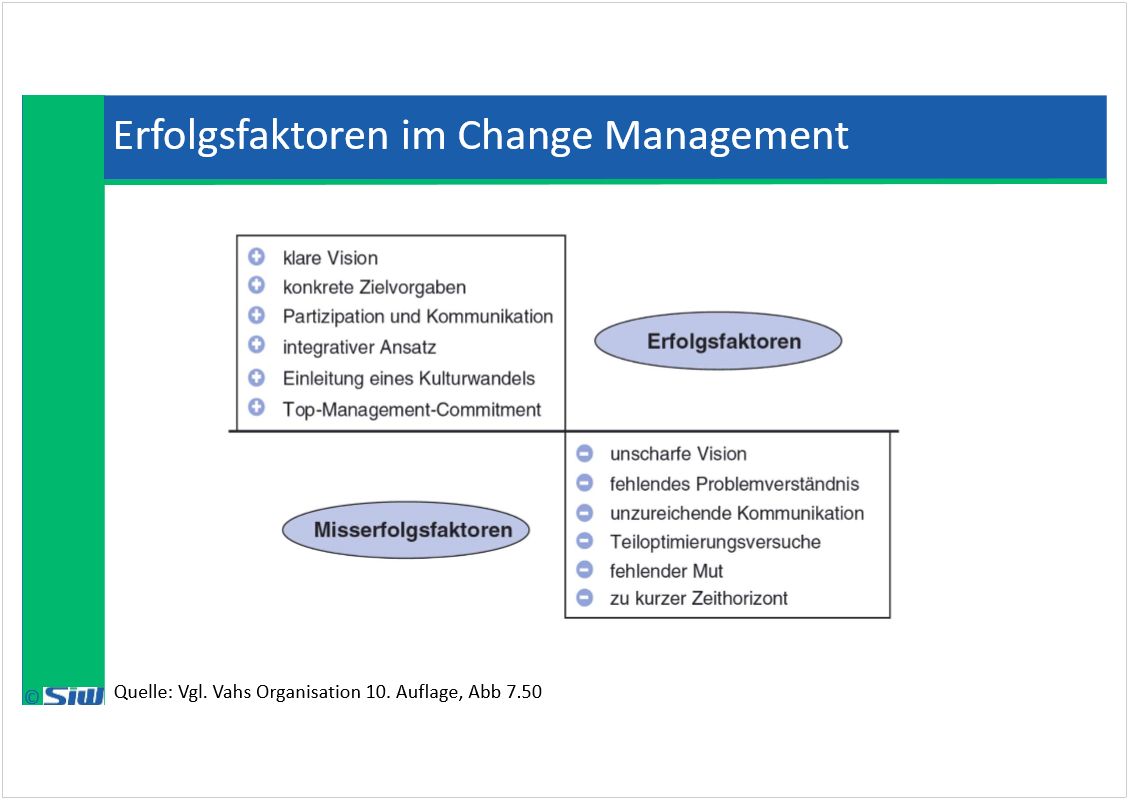 Erfolgsfaktoren im Change Management
klare Vision
konkrete Zielvorgaben
Partizipation und Kommunikation
integrativer Ansatz
Einleitung eines Kulturwandels
Top-Management-Commitment
Erfolgsfaktoren
Misserfolgsfaktoren
unscharfe Vision
fehlendes Problemverständnis
unzureichende Kommunikation
Teiloptimierungsversuche
fehlender Mut
zu kurzer Zeithorizont
© SiW
Quelle: Vgl. Vahs Organisation 10. Auflage, Abb 7.50